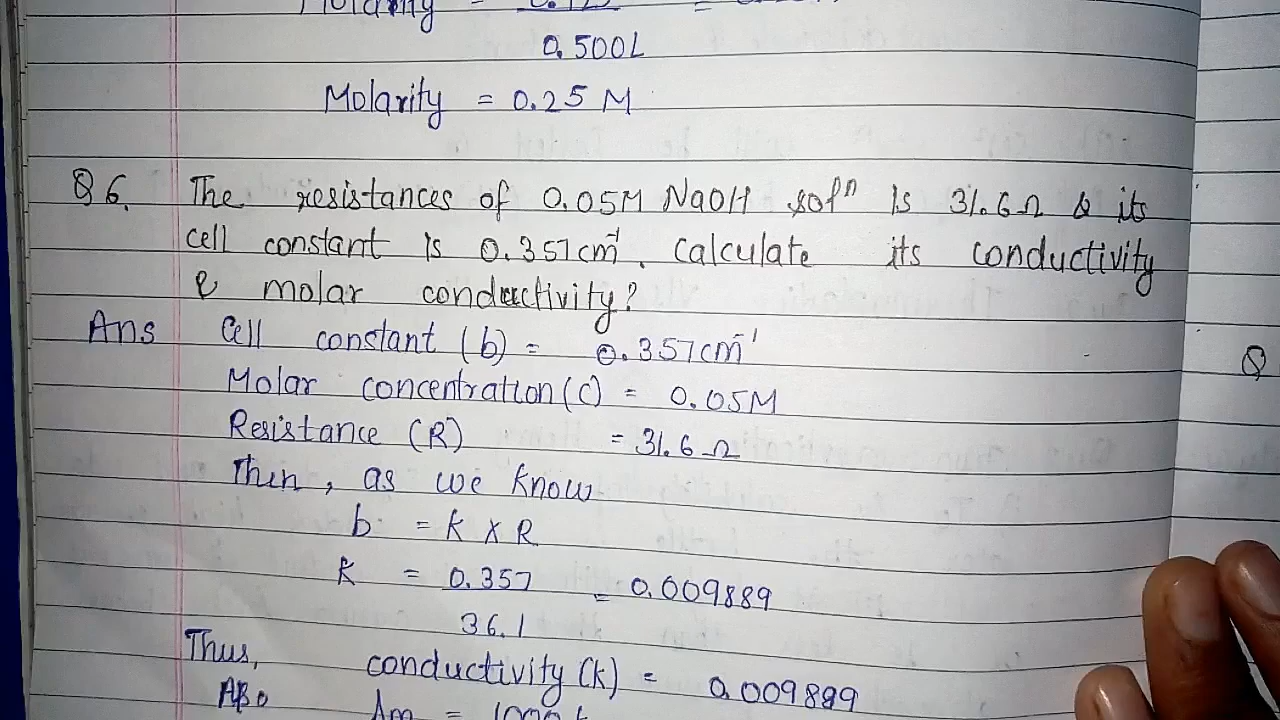 Molarity =
0.500L
Molarity = 0.25 M
Q6. The resistances of 0.05M NaOH solⁿ is 31.6Ω & its
cell constant is 0.357cm⁻¹. Calculate its conductivity
& molar conductivity?
Ans Cell constant (b) = 0.357cm⁻¹
Molar concentration(C) = 0.05M
Resistance (R) = 31.6Ω
Then, as we know
b = K X R
K = 0.357 = 0.009889
36.1
Thus, conductivity (K) = 0.009889
Also Λm =
Q